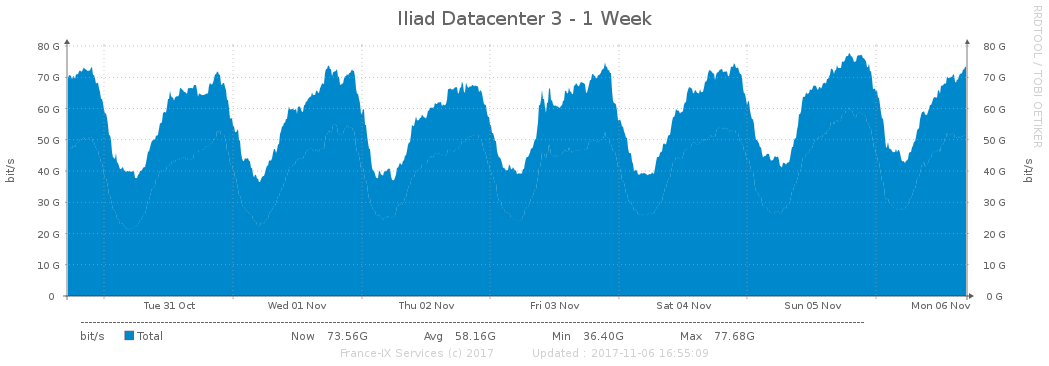 Iliad Datacenter 3 - 1 Week
RRDTOOL / TOBI OETIKER
80 G 80 G
70 G 70 G
60 G 60 G
50 G 50 G
40 G 40 G
30 G 30 G
20 G 20 G
10 G 10 G
0 0 G
bit/s bit/s
Tue 31 Oct Wed 01 Nov Thu 02 Nov Fri 03 Nov Sat 04 Nov Sun 05 Nov Mon 06 Nov
bit/s Total Now 73.56G Avg 58.16G Min 36.40G Max 77.68G
France-IX Services (c) 2017 Updated : 2017-11-06 16:55:09